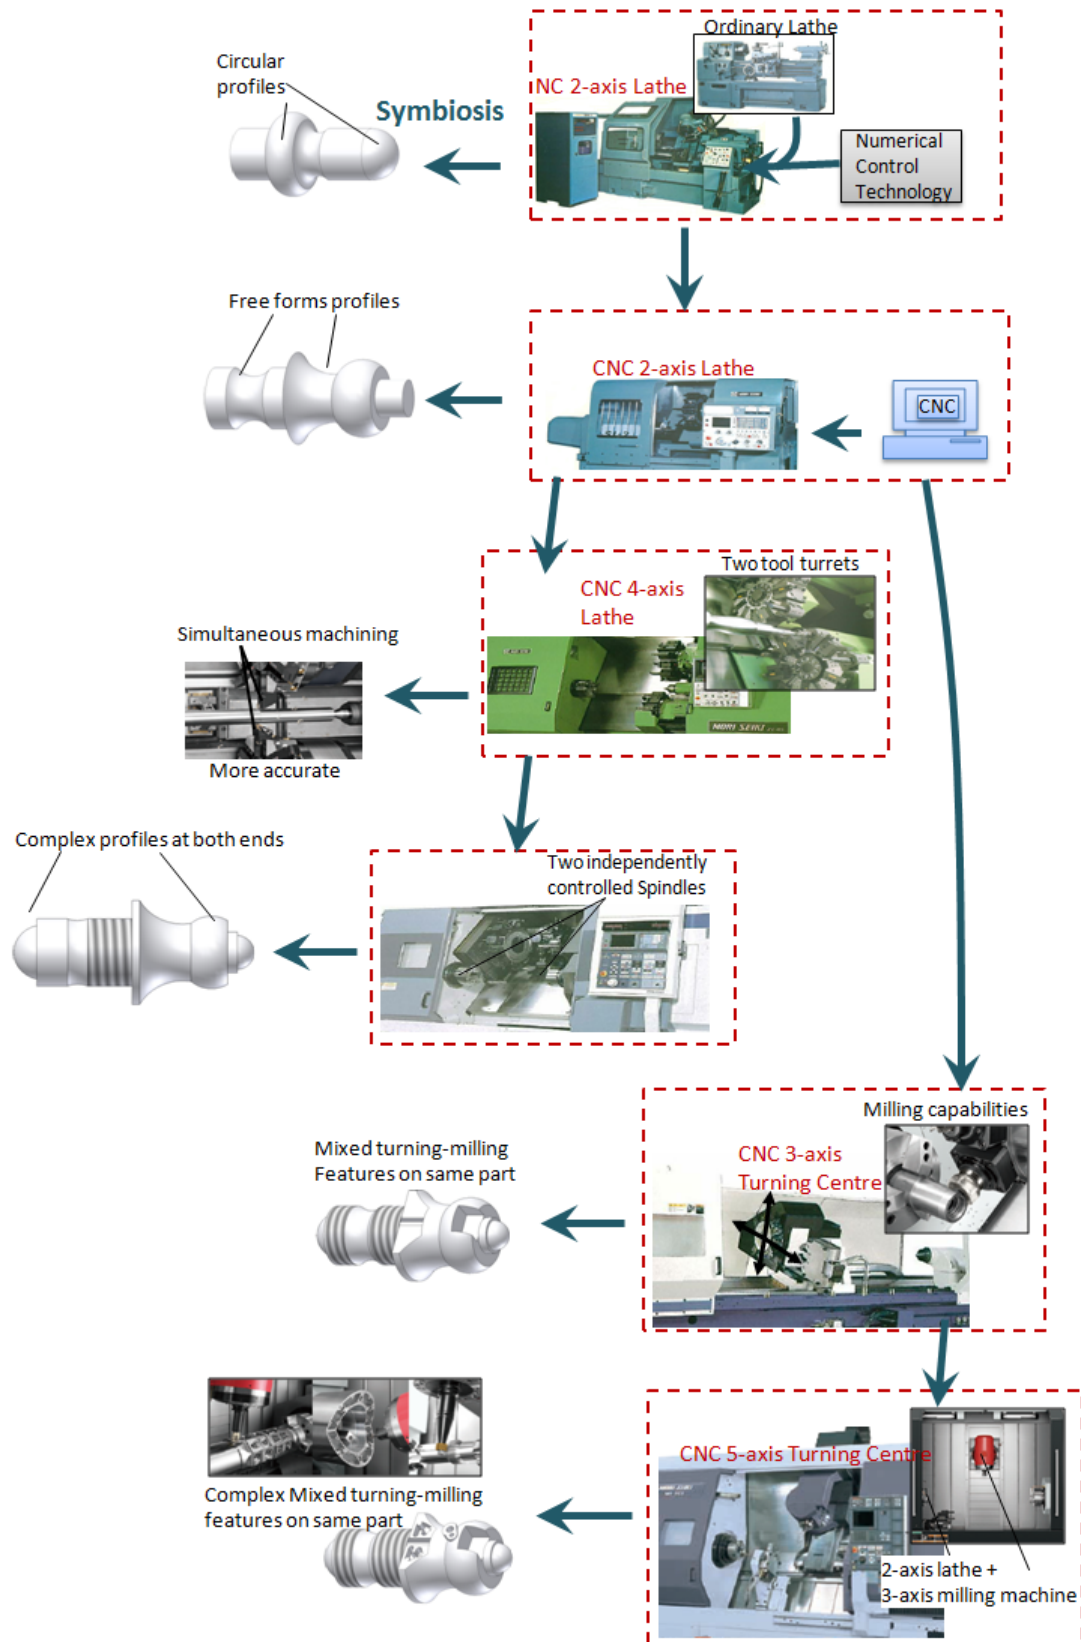 Ordinary Lathe
Circular
profiles
Symbiosis
NC 2-axis Lathe
Numerical
Control
Technology
Free forms profiles
CNC 2-axis Lathe
CNC
Two tool turrets
CNC 4-axis
Lathe
Simultaneous machining
MORI SEIKI
More accurate
Complex profiles at both ends
Two independently
controlled Spindles
Milling capabilities
Mixed turning-milling
Features on same part
CNC 3-axis
Turning Centre
CNC 5-axis Turning Centre
Complex Mixed turning-milling
features on same part
2-axis lathe +
3-axis milling machine